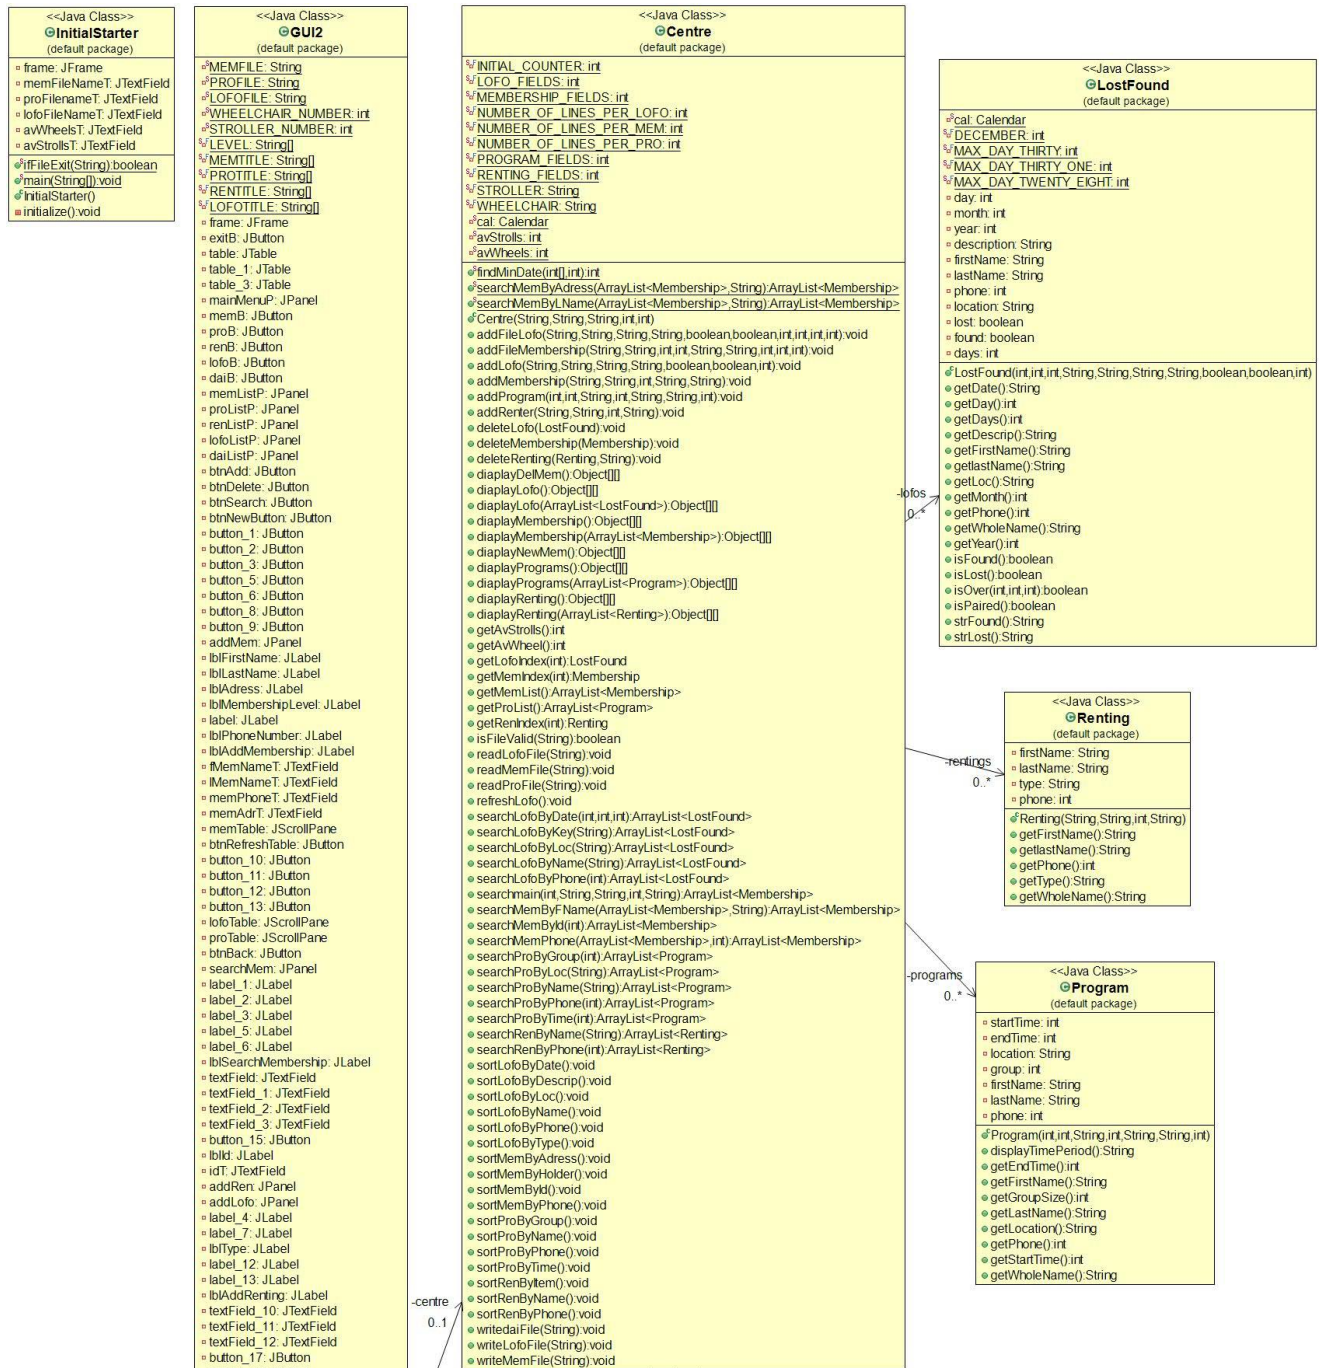 <<Java Class>>
InitialStarter
(default package)
frame: JFrame
memFileNameT: JTextField
proFilenameT: JTextField
lofoFileNameT: JTextField
avWheelsT: JTextField
avStrollsT: JTextField
ifFileExit(String):boolean
main(String[]):void
InitialStarter()
initialize():void
<<Java Class>>
GUI2
(default package)
MEMFILE: String
PROFILE: String
LOFOFILE: String
WHEELCHAIR_NUMBER: int
STROLLER_NUMBER: int
LEVEL: String[]
MEMTITLE: String[]
PROTITLE: String[]
RENTITLE: String[]
LOFOTITLE: String[]
frame: JFrame
exitB: JButton
table: JTable
table_1: JTable
table_3: JTable
mainMenuP: JPanel
memB: JButton
proB: JButton
renB: JButton
lofoB: JButton
daiB: JButton
memListP: JPanel
proListP: JPanel
renListP: JPanel
lofoListP: JPanel
daiListP: JPanel
btnAdd: JButton
btnDelete: JButton
btnSearch: JButton
btnNewButton: JButton
button_1: JButton
button_2: JButton
button_3: JButton
button_5: JButton
button_6: JButton
button_8: JButton
button_9: JButton
addMem: JPanel
lblFirstName: JLabel
lblLastName: JLabel
lblAdress: JLabel
lblMembershipLevel: JLabel
label: JLabel
lblPhoneNumber: JLabel
lblAddMembership: JLabel
fMemNameT: JTextField
lMemNameT: JTextField
memPhoneT: JTextField
memAdrT: JTextField
memTable: JScrollPane
btnRefreshTable: JButton
button_10: JButton
button_11: JButton
button_12: JButton
button_13: JButton
lofoTable: JScrollPane
proTable: JScrollPane
btnBack: JButton
searchMem: JPanel
label_1: JLabel
label_2: JLabel
label_3: JLabel
label_5: JLabel
label_6: JLabel
lblSearchMembership: JLabel
textField: JTextField
textField_1: JTextField
textField_2: JTextField
textField_3: JTextField
button_15: JButton
lblId: JLabel
idT: JTextField
addRen: JPanel
addLofo: JPanel
label_4: JLabel
label_7: JLabel
lblType: JLabel
label_12: JLabel
label_13: JLabel
lblAddRenting: JLabel
textField_10: JTextField
textField_11: JTextField
textField_12: JTextField
button_17: JButton
-centre
0..1
<<Java Class>>
Centre
(default package)
INITIAL_COUNTER: int
LOFO_FIELDS: int
MEMBERSHIP_FIELDS: int
NUMBER_OF_LINES_PER_LOFO: int
NUMBER_OF_LINES_PER_MEM: int
NUMBER_OF_LINES_PER_PRO: int
PROGRAM_FIELDS: int
RENTING_FIELDS: int
STROLLER: String
WHEELCHAIR: String
cal: Calendar
avStrolls: int
avWheels: int
findMinDate(int[],int):int
searchMemByAdress(ArrayList<Membership>,String):ArrayList<Membership>
searchMemByLName(ArrayList<Membership>,String):ArrayList<Membership>
Centre(String,String,String,int,int)
addFileLofo(String,String,String,String,boolean,boolean,int,int,int,int):void
addFileMembership(String,String,int,int,String,String,int,int,int):void
addLofo(String,String,String,String,boolean,boolean,int):void
addMembership(String,String,int,String,String):void
addProgram(int,int,String,int,String,String,int):void
addRenter(String,String,int,String):void
deleteLofo(LostFound):void
deleteMembership(Membership):void
deleteRenting(Renting,String):void
diaplayDelMem():Object[][]
diaplayLofo():Object[][]
diaplayLofo(ArrayList<LostFound>):Object[][]
diaplayMembership():Object[][]
diaplayMembership(ArrayList<Membership>):Object[][]
diaplayNewMem():Object[][]
diaplayPrograms():Object[][]
diaplayPrograms(ArrayList<Program>):Object[][]
diaplayRenting():Object[][]
diaplayRenting(ArrayList<Renting>):Object[][]
getAvStrolls():int
getAvWheel():int
getLofoIndex(int):LostFound
getMemIndex(int):Membership
getMemList():ArrayList<Membership>
getProList():ArrayList<Program>
getRenIndex(int):Renting
isFileValid(String):boolean
readLofoFile(String):void
readMemFile(String):void
readProFile(String):void
refreshLofo():void
searchLofoByDate(int,int,int):ArrayList<LostFound>
searchLofoByKey(String):ArrayList<LostFound>
searchLofoByLoc(String):ArrayList<LostFound>
searchLofoByName(String):ArrayList<LostFound>
searchLofoByPhone(int):ArrayList<LostFound>
searchmain(int,String,String,int,String):ArrayList<Membership>
searchMemByFName(ArrayList<Membership>,String):ArrayList<Membership>
searchMemById(int):ArrayList<Membership>
searchMemPhone(ArrayList<Membership>,int):ArrayList<Membership>
searchProByGroup(int):ArrayList<Program>
searchProByLoc(String):ArrayList<Program>
searchProByName(String):ArrayList<Program>
searchProByPhone(int):ArrayList<Program>
searchProByTime(int):ArrayList<Program>
searchRenByName(String):ArrayList<Renting>
searchRenByPhone(int):ArrayList<Renting>
sortLofoByDate():void
sortLofoByDescrip():void
sortLofoByLoc():void
sortLofoByName():void
sortLofoByPhone():void
sortLofoByType():void
sortMemByAdress():void
sortMemByHolder():void
sortMemById():void
sortMemByPhone():void
sortProByGroup():void
sortProByName():void
sortProByPhone():void
sortProByTime():void
sortRenByItem():void
sortRenByName():void
sortRenByPhone():void
writedaiFile(String):void
writeLofoFile(String):void
writeMemFile(String):void
-lofos
0..*
-rentings
0..*
-programs
0..*
<<Java Class>>
LostFound
(default package)
cal: Calendar
DECEMBER: int
MAX_DAY_THIRTY: int
MAX_DAY_THIRTY_ONE: int
MAX_DAY_TWENTY_EIGHT: int
day: int
month: int
year: int
description: String
firstName: String
lastName: String
phone: int
location: String
lost: boolean
found: boolean
days: int
LostFound(int,int,int,String,String,String,String,boolean,boolean,int)
getDate():String
getDay():int
getDays():int
getDescrip():String
getFirstName():String
getlastName():String
getLoc():String
getMonth():int
getPhone():int
getWholeName():String
getYear():int
isFound():boolean
isLost():boolean
isOver(int,int,int):boolean
isPaired():boolean
strFound():String
strLost():String
<<Java Class>>
Renting
(default package)
firstName: String
lastName: String
type: String
phone: int
Renting(String,String,int,String)
getFirstName():String
getlastName():String
getPhone():int
getType():String
getWholeName():String
<<Java Class>>
Program
(default package)
startTime: int
endTime: int
location: String
group: int
firstName: String
lastName: String
phone: int
Program(int,int,String,int,String,String,int)
displayTimePeriod():String
getEndTime():int
getFirstName():String
getGroupSize():int
getLastName():String
getLocation():String
getPhone():int
getStartTime():int
getWholeName():String